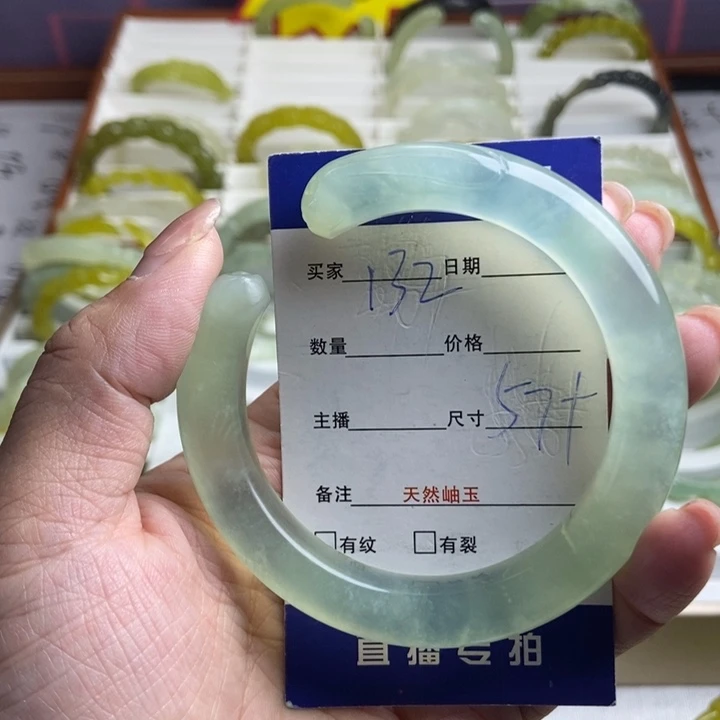 买家 132 日期
数量 价格
主播 尺寸 57+
备注 天然岫玉
□有纹 □有裂
直播专拍